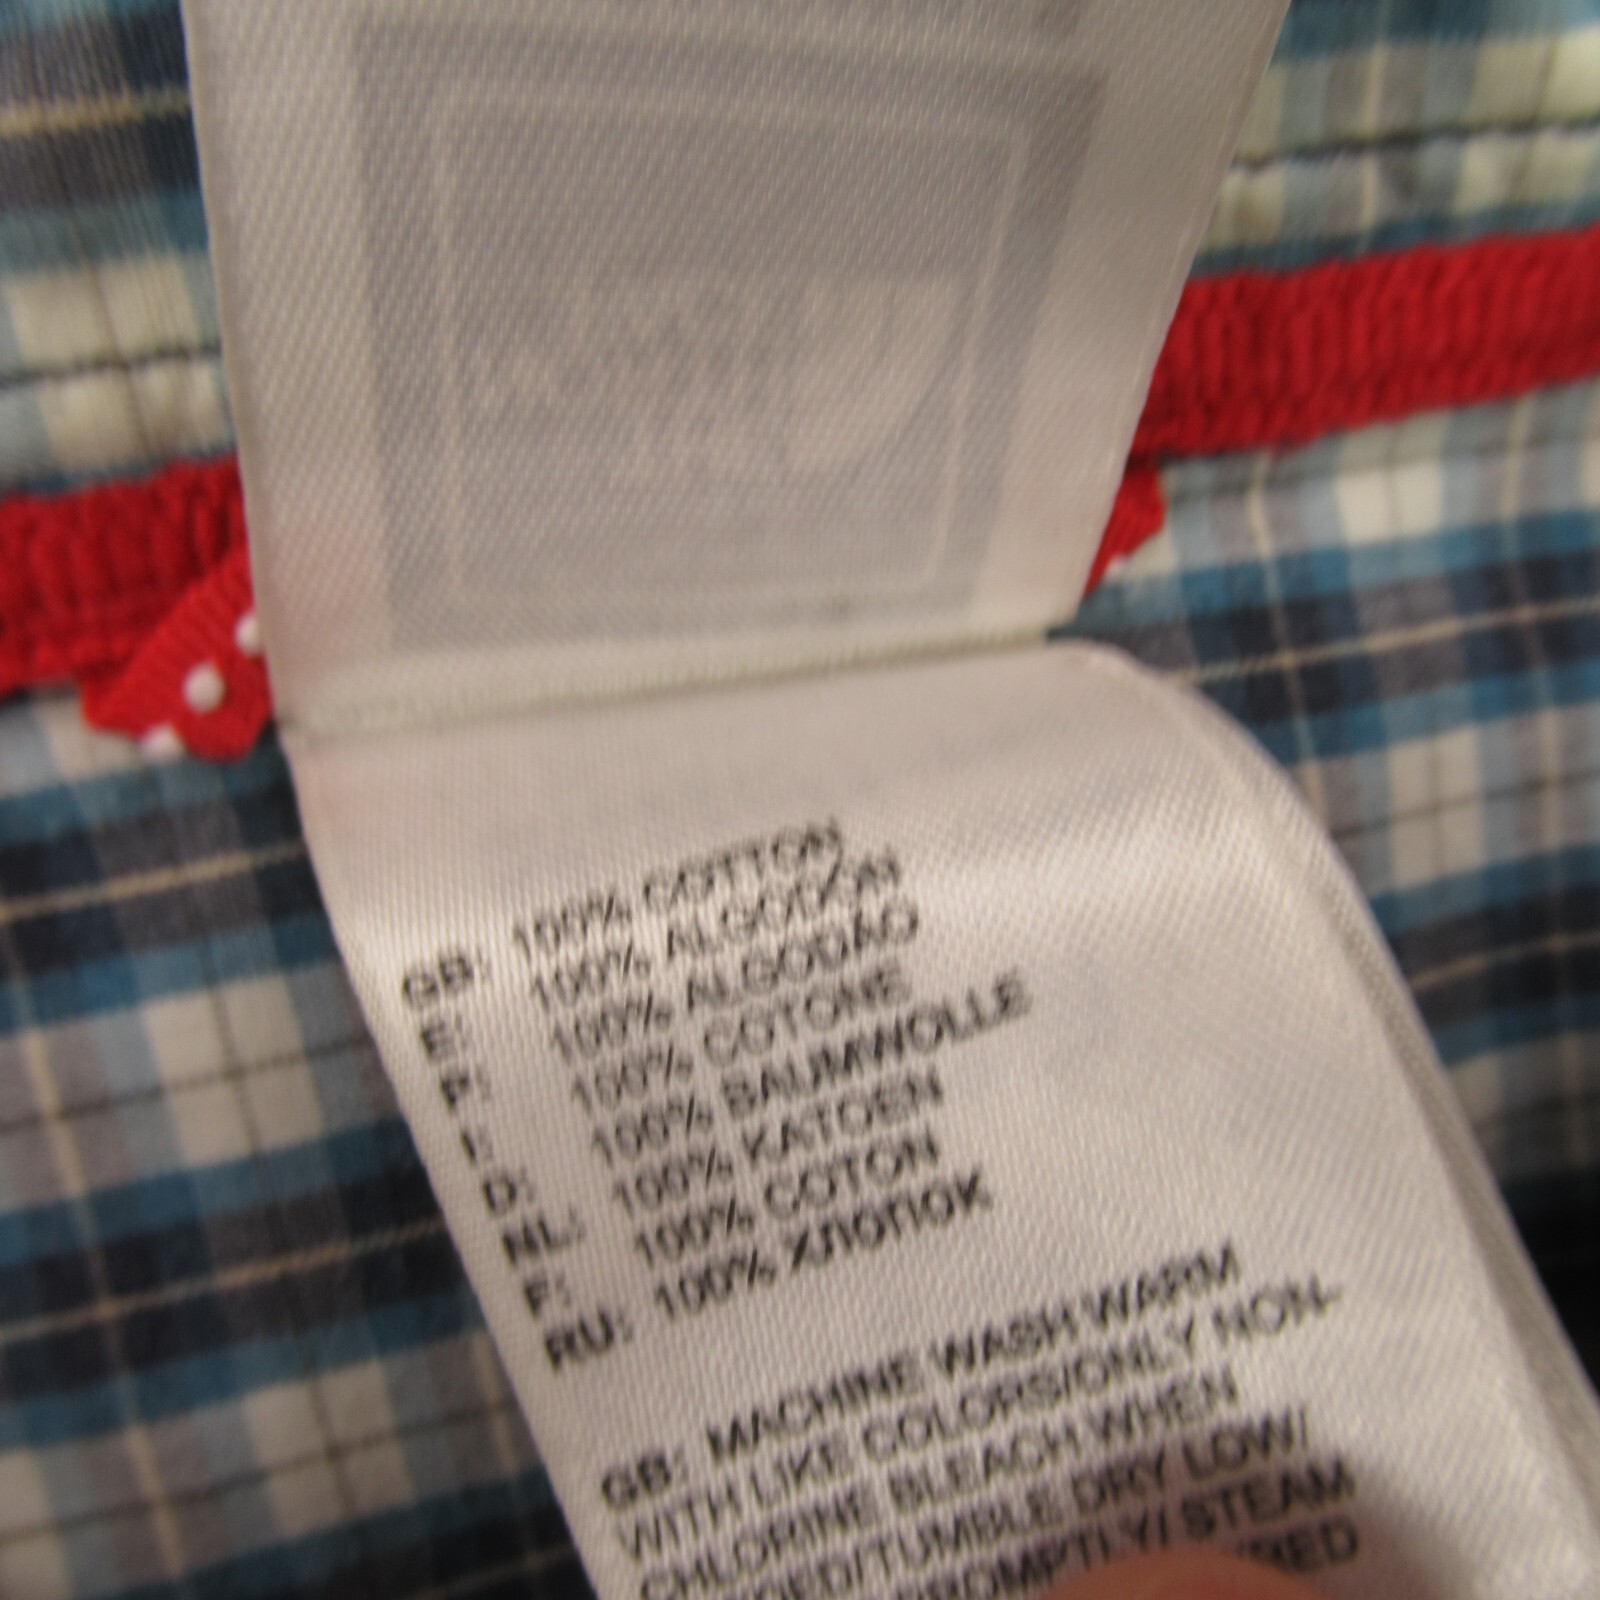 GB: 100% COTTON
E: 100% ALGODÓN
P: 100% ALGODÃO
I: 100% COTONE
D: 100% BAUMWOLLE
NL: 100% KATOEN
F: 100% COTON
RU: 100% Хлопок
GB: MACHINE WASH WARM
WITH LIKE COLORS/ONLY NON-
CHLORINE BLEACH WHEN
TUMBLE DRY LOW/
STEAM